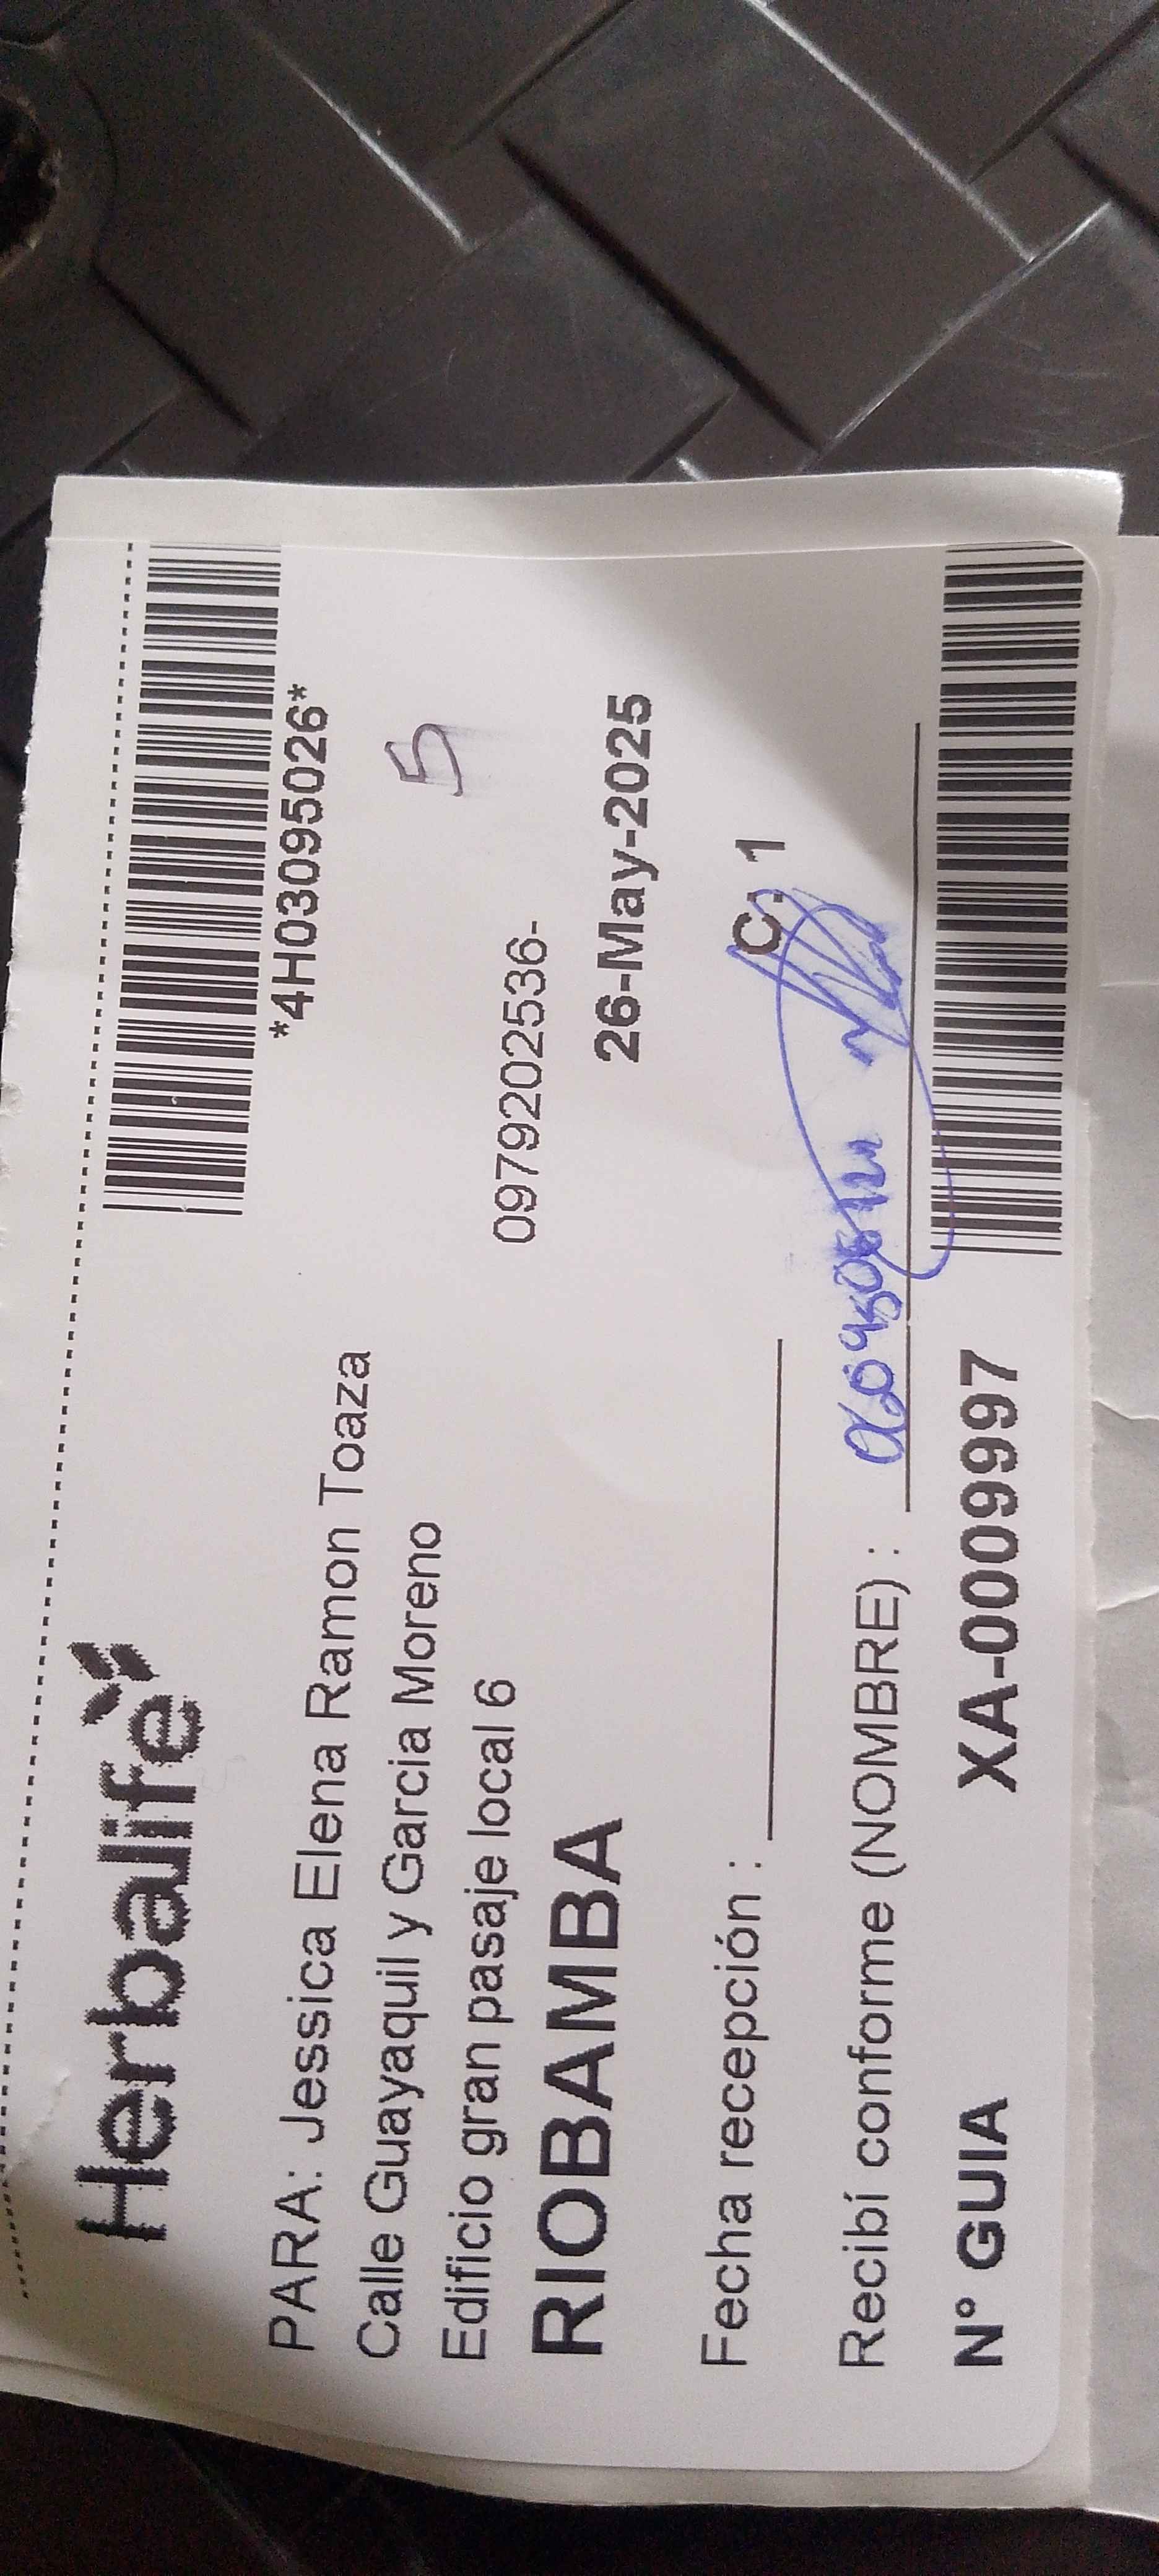 Herbalife
*4H03095026*
PARA: Jessica Elena Ramon Toaza
5
Calle Guayaquil y Garcia Moreno
Edificio gran pasaje local 6
0979202536-
RIOBAMBA
26-May-2025
Fecha recepción :
C. 1
Recibí conforme (NOMBRE) :
N° GUIA XA-0009997